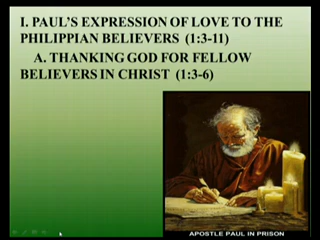 I. PAUL'S EXPRESSION OF LOVE TO THE
PHILIPPIAN BELIEVERS (1:3-11)
A. THANKING GOD FOR FELLOW
BELIEVERS IN CHRIST (1:3-6)
APOSTLE PAUL IN PRISON